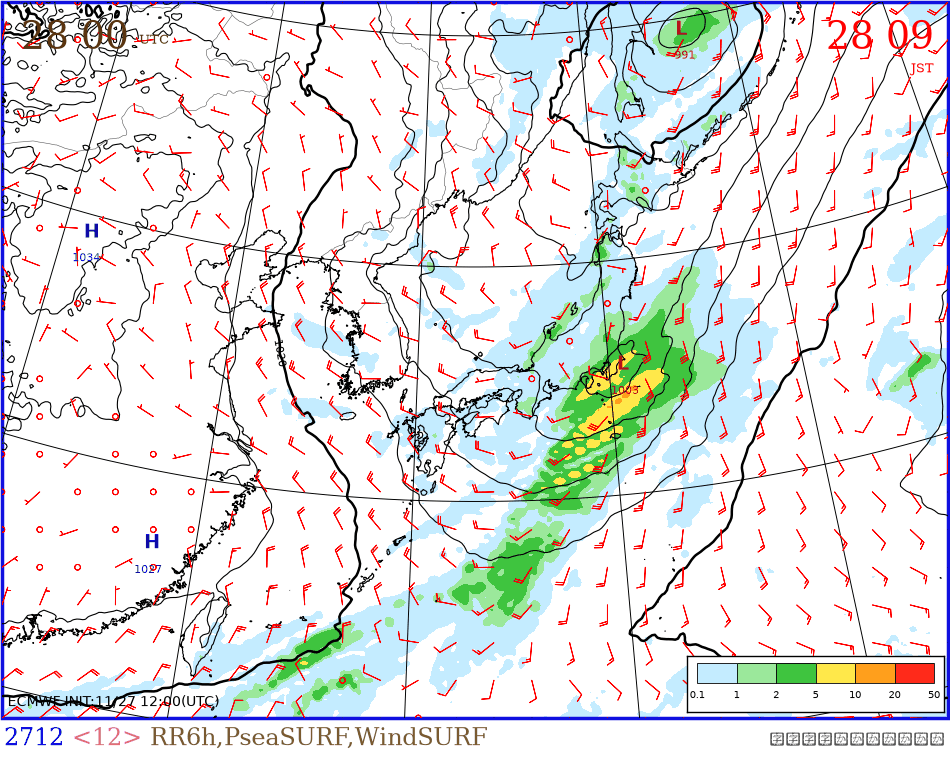 28 00 UTC
28 09
JST
L
991
H
1034
1020
L
1003
H
1027
0.1 1 2 5 10 20 50
ECMWF INIT:11/27 12:00(UTC)
2712 <12> RR6h,PseaSURF,WindSURF